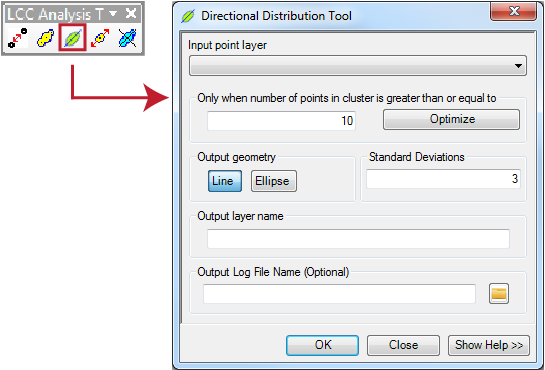 LCC Analysis T
Directional Distribution Tool
Input point layer
Only when number of points in cluster is greater than or equal to
10
Optimize
Output geometry
Line
Ellipse
Standard Deviations
3
Output layer name
Output Log File Name (Optional)
OK
Close
Show Help >>